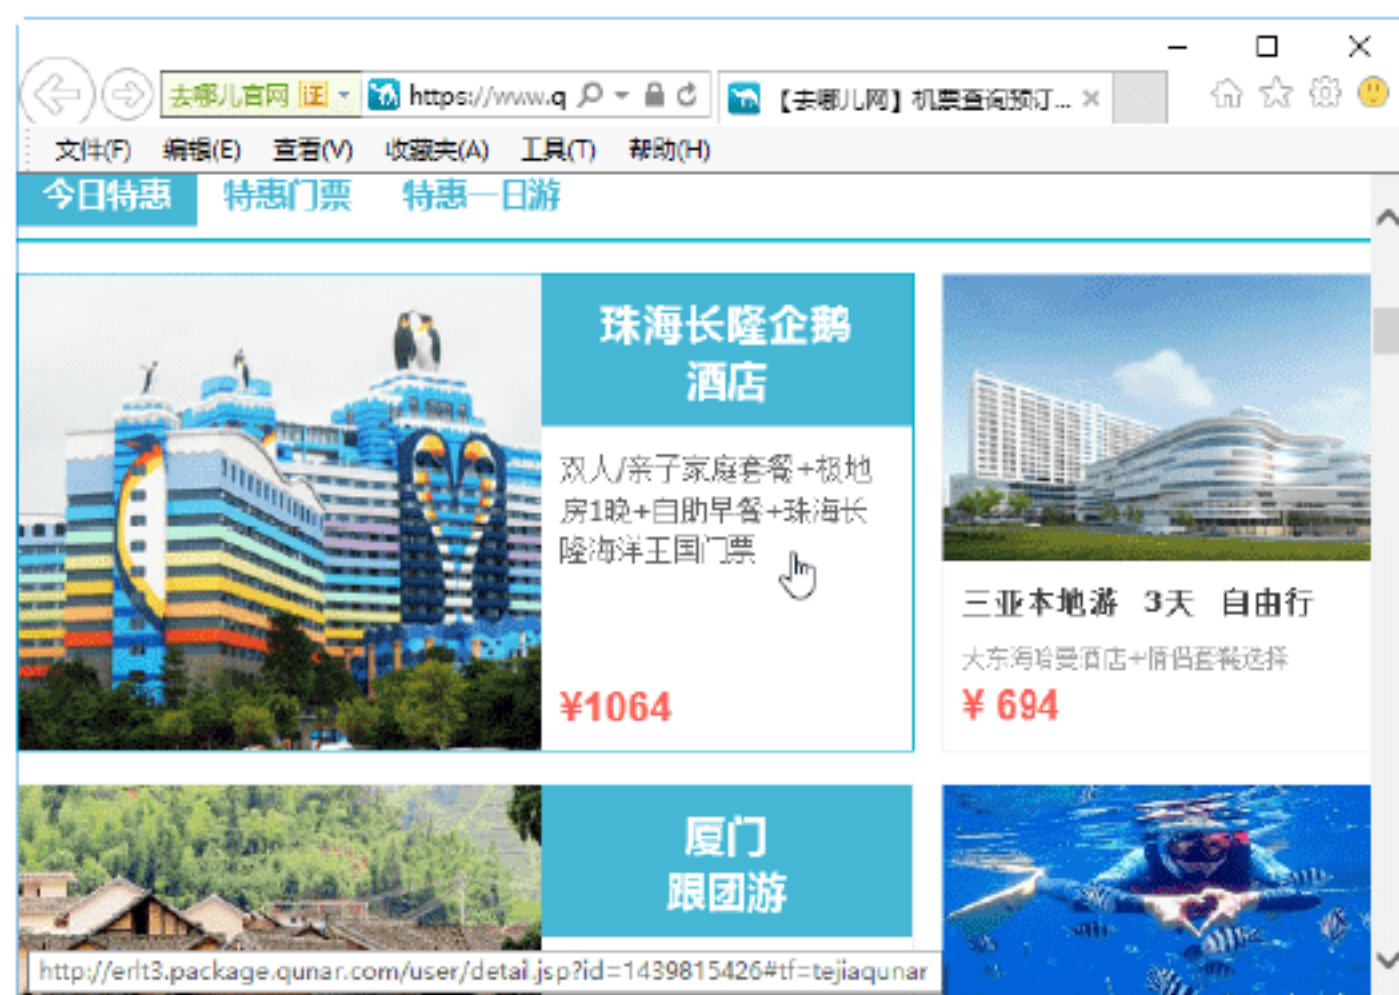 去哪儿官网 证
https://www.q
【去哪儿网】机票查询预订...
文件(F) 编辑(E) 查看(V) 收藏夹(A) 工具(T) 帮助(H)
今日特惠 特惠门票 特惠一日游
珠海长隆企鹅
酒店
双人/亲子家庭套餐+极地
房1晚+自助早餐+珠海长
隆海洋王国门票
¥1064
三亚本地游 3天 自由行
大东海哈曼酒店+情侣套餐选择
¥ 694
厦门
跟团游
http://erlt3.package.qunar.com/user/detail.jsp?id=1439815426#tf=tejiaqunar